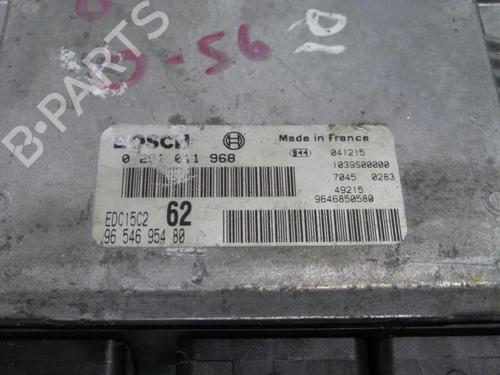 BOSCH
Made in France
0 281 011 968
041215
1039S00000
7045 0283
49215
9646850580
EDC15C2 62
96 546 954 80
B-PARTS